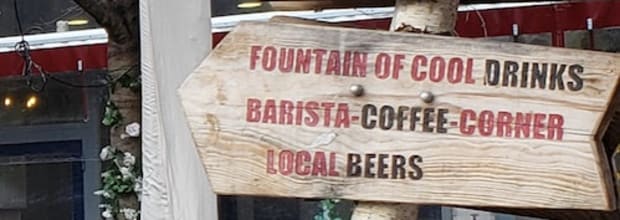 FOUNTAIN OF COOL DRINKS
BARISTA-COFFEE-CORNER
LOCAL BEERS